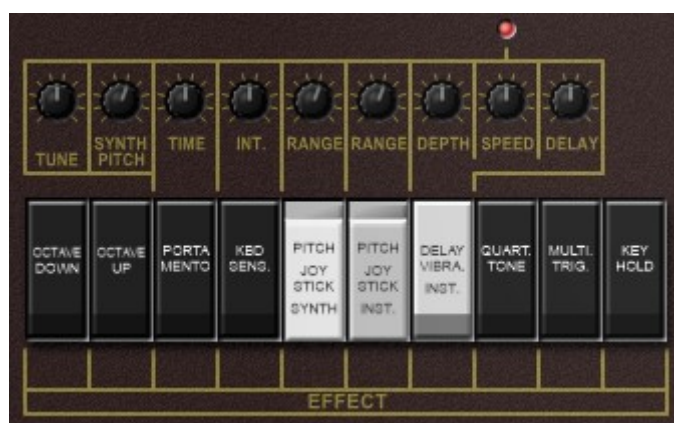 SYNTH
TUNE PITCH TIME INT. RANGE RANGE DEPTH SPEED DELAY
OCTAVE DOWN
OCTAVE UP
PORTA MENTO
KBD SENS.
PITCH
JOY
STICK
SYNTH
PITCH
JOY
STICK
INST.
DELAY
VIBRA.
INST.
QUART. TONE
MULTI. TRIG.
KEY HOLD
EFFECT